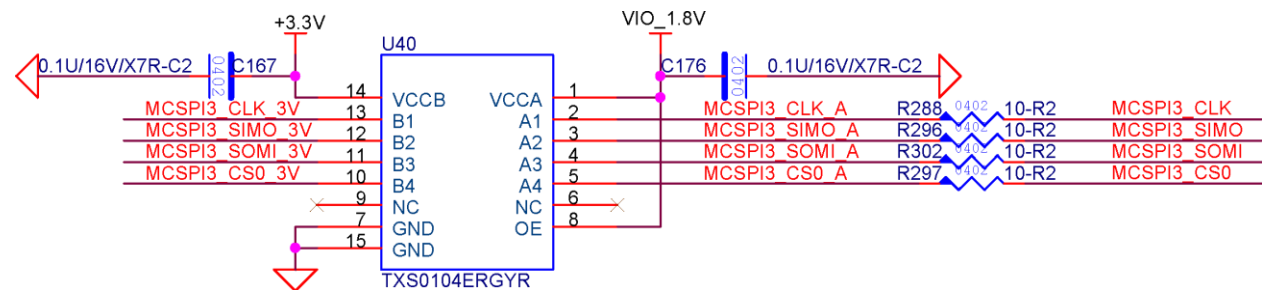 +3.3V VIO_1.8V
U40
0.1U/16V/X7R-C2 0402 C167 C176 0402 0.1U/16V/X7R-C2
14 VCCB VCCA 1
MCSPI3_CLK_3V 13 B1 A1 2 MCSPI3_CLK_A R288 0402 10-R2 MCSPI3_CLK
MCSPI3_SIMO_3V 12 B2 A2 3 MCSPI3_SIMO_A R296 0402 10-R2 MCSPI3_SIMO
MCSPI3_SOMI_3V 11 B3 A3 4 MCSPI3_SOMI_A R302 0402 10-R2 MCSPI3_SOMI
MCSPI3_CS0_3V 10 B4 A4 5 MCSPI3_CS0_A R297 0402 10-R2 MCSPI3_CS0
9 NC NC 6
7 GND OE 8
15 GND
TXS0104ERGYR